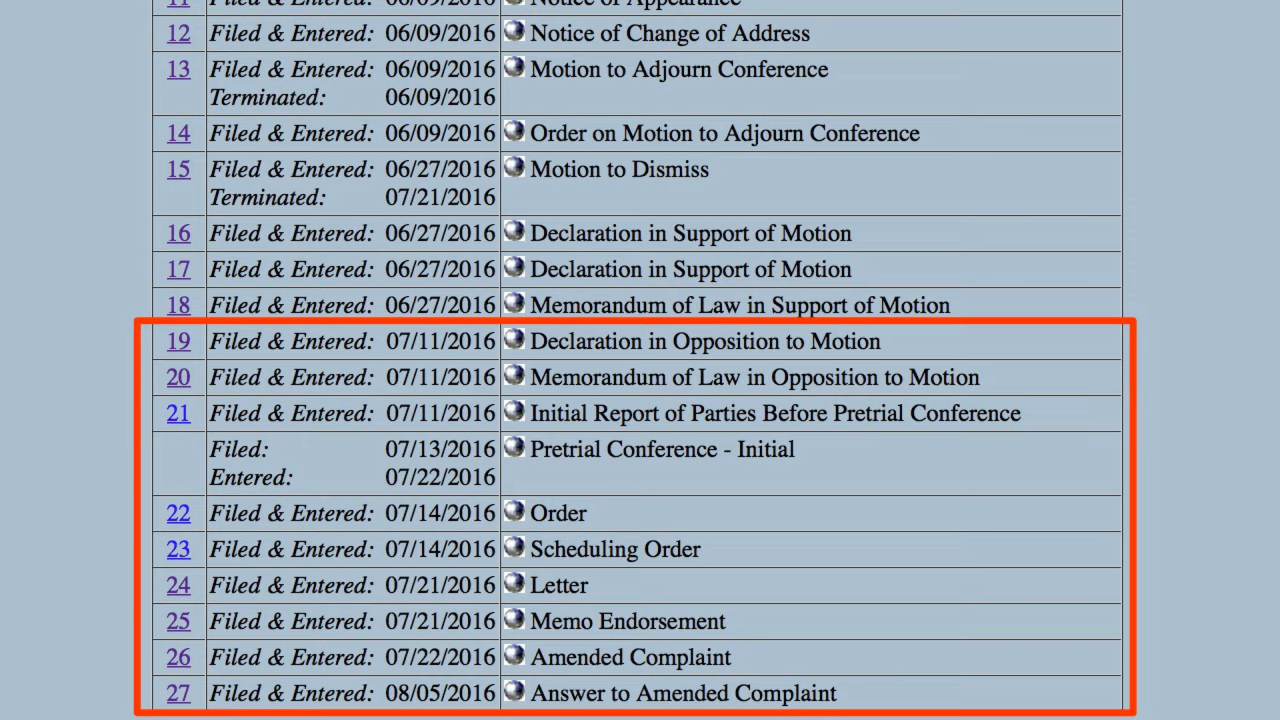 11 Filed & Entered: 06/09/2016 Notice of Appearance
12 Filed & Entered: 06/09/2016 Notice of Change of Address
13 Filed & Entered: 06/09/2016 Motion to Adjourn Conference
Terminated: 06/09/2016
14 Filed & Entered: 06/09/2016 Order on Motion to Adjourn Conference
15 Filed & Entered: 06/27/2016 Motion to Dismiss
Terminated: 07/21/2016
16 Filed & Entered: 06/27/2016 Declaration in Support of Motion
17 Filed & Entered: 06/27/2016 Declaration in Support of Motion
18 Filed & Entered: 06/27/2016 Memorandum of Law in Support of Motion
19 Filed & Entered: 07/11/2016 Declaration in Opposition to Motion
20 Filed & Entered: 07/11/2016 Memorandum of Law in Opposition to Motion
21 Filed & Entered: 07/11/2016 Initial Report of Parties Before Pretrial Conference
Filed: 07/13/2016 Pretrial Conference - Initial
Entered: 07/22/2016
22 Filed & Entered: 07/14/2016 Order
23 Filed & Entered: 07/14/2016 Scheduling Order
24 Filed & Entered: 07/21/2016 Letter
25 Filed & Entered: 07/21/2016 Memo Endorsement
26 Filed & Entered: 07/22/2016 Amended Complaint
27 Filed & Entered: 08/05/2016 Answer to Amended Complaint